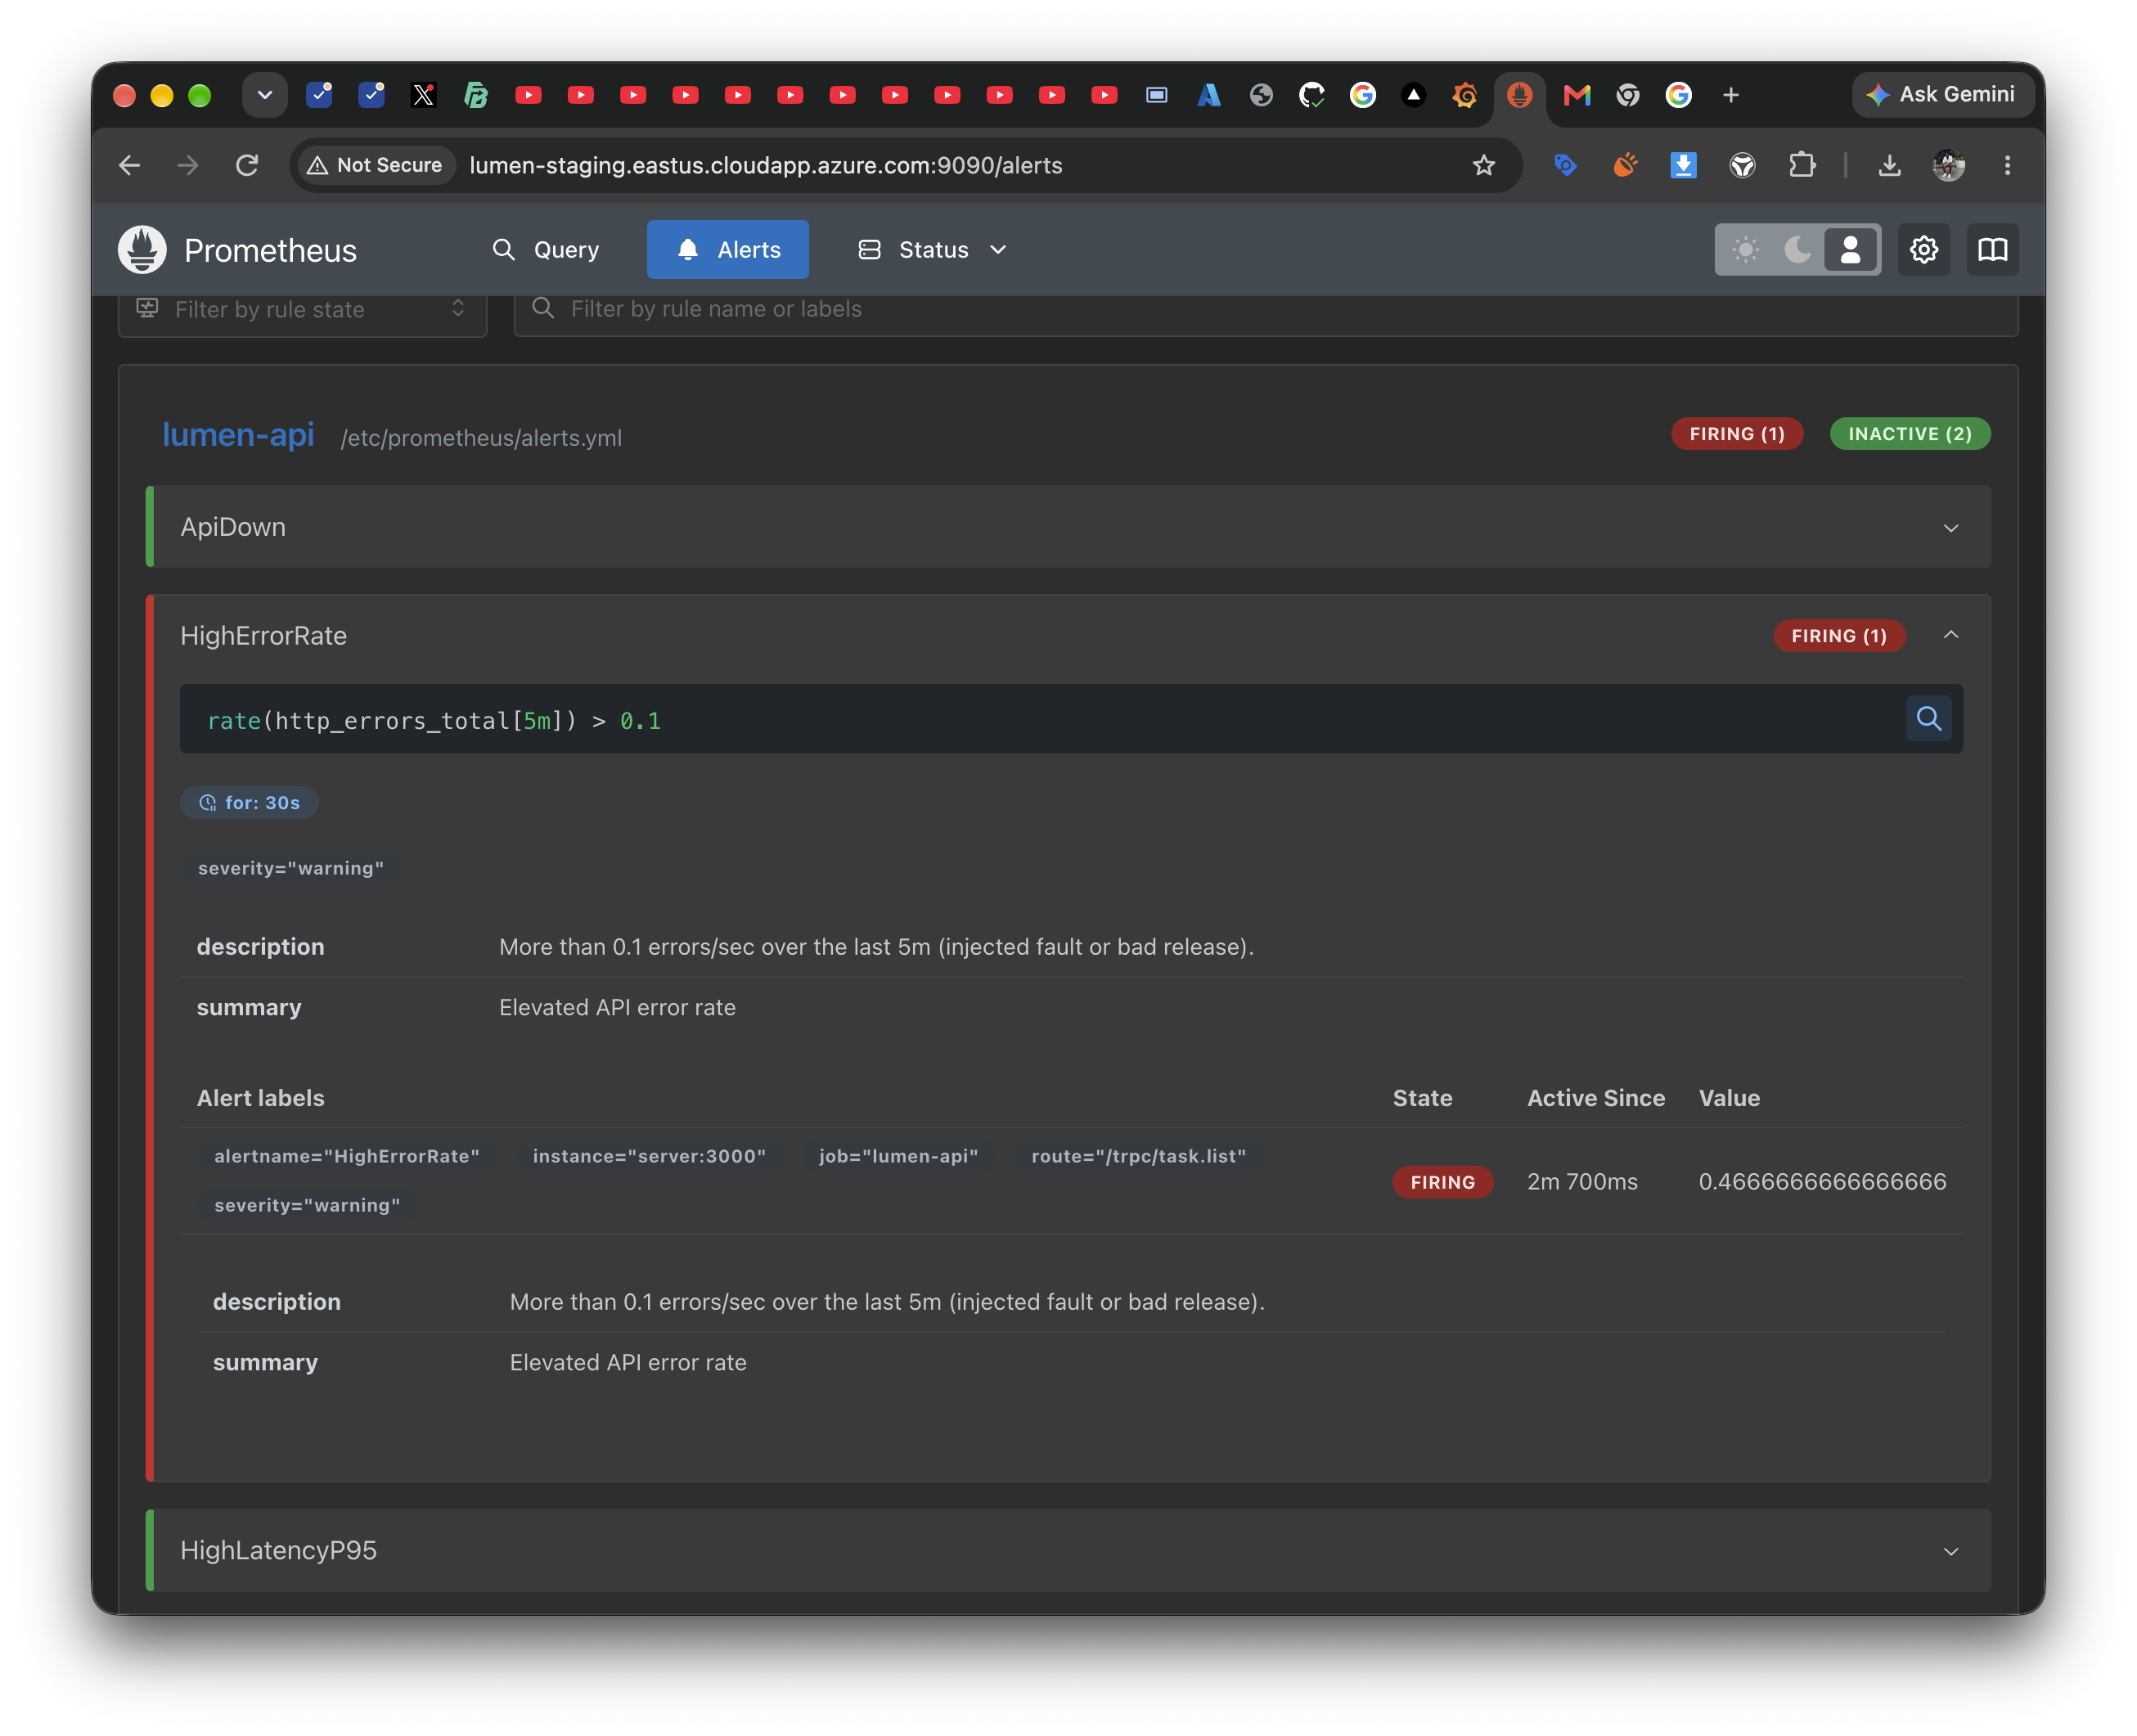 Ask Gemini
Not Secure lumen-staging.eastus.cloudapp.azure.com:9090/alerts
Prometheus Query Alerts Status
Filter by rule state Filter by rule name or labels
lumen-api /etc/prometheus/alerts.yml FIRING (1) INACTIVE (2)
ApiDown
HighErrorRate FIRING (1)
rate(http_errors_total[5m]) > 0.1
for: 30s
severity="warning"
description More than 0.1 errors/sec over the last 5m (injected fault or bad release).
summary Elevated API error rate
Alert labels State Active Since Value
alertname="HighErrorRate" instance="server:3000" job="lumen-api" route="/trpc/task.list"
FIRING 2m 700ms 0.4666666666666666
severity="warning"
description More than 0.1 errors/sec over the last 5m (injected fault or bad release).
summary Elevated API error rate
HighLatencyP95